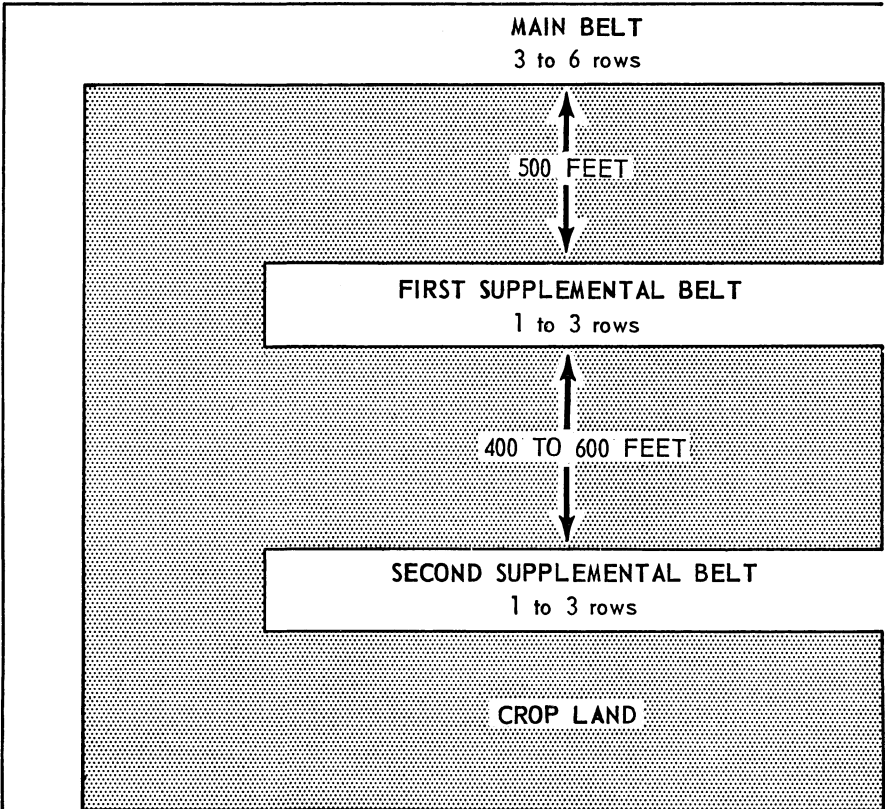 MAIN BELT
3 to 6 rows
500 FEET
FIRST SUPPLEMENTAL BELT
1 to 3 rows
400 TO 600 FEET
SECOND SUPPLEMENTAL BELT
1 to 3 rows
CROP LAND